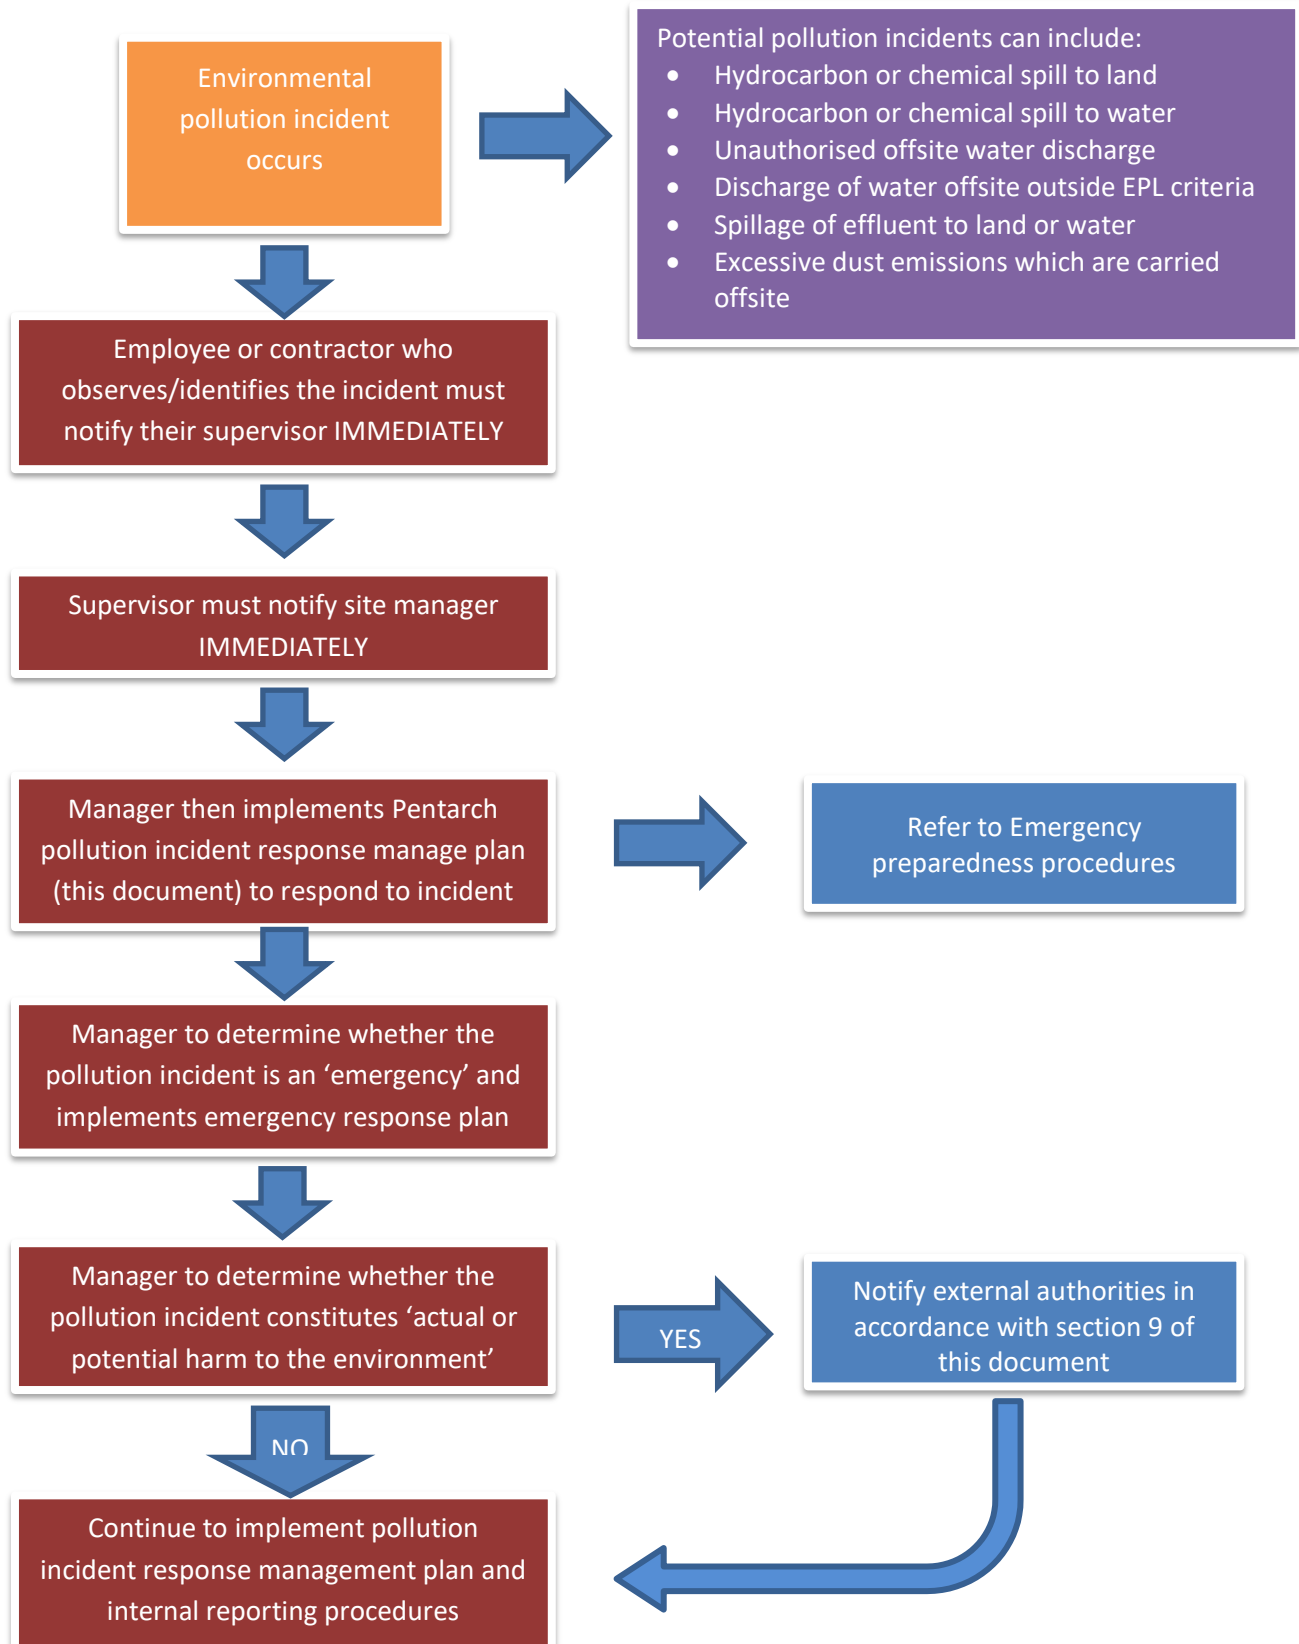 Environmental
pollution incident
occurs
Potential pollution incidents can include:
• Hydrocarbon or chemical spill to land
• Hydrocarbon or chemical spill to water
• Unauthorised offsite water discharge
• Discharge of water offsite outside EPL criteria
• Spillage of effluent to land or water
• Excessive dust emissions which are carried
offsite
Employee or contractor who
observes/identifies the incident must
notify their supervisor IMMEDIATELY
Supervisor must notify site manager
IMMEDIATELY
Manager then implements Pentarch
pollution incident response manage plan
(this document) to respond to incident
Refer to Emergency
preparedness procedures
Manager to determine whether the
pollution incident is an ‘emergency’ and
implements emergency response plan
Manager to determine whether the
pollution incident constitutes ‘actual or
potential harm to the environment’
YES
Notify external authorities in
accordance with section 9 of
this document
NO
Continue to implement pollution
incident response management plan and
internal reporting procedures